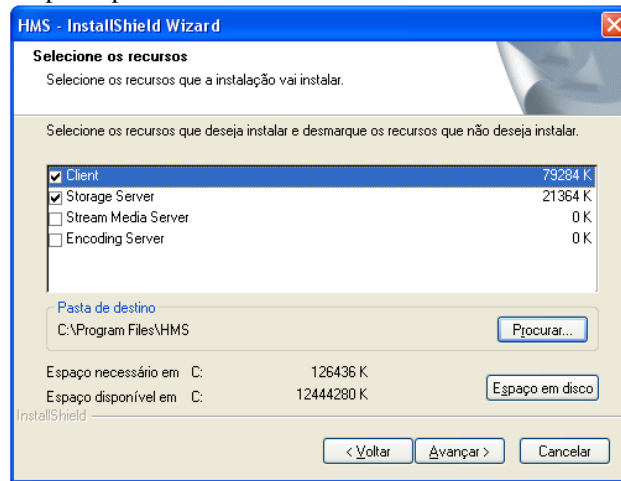 HMS - InstallShield Wizard
Selecione os recursos
Selecione os recursos que a instalação vai instalar.
Selecione os recursos que deseja instalar e desmarque os recursos que não deseja instalar.
Client 79284 K
Storage Server 21364 K
Stream Media Server 0 K
Encoding Server 0 K
Pasta de destino
C:\Program Files\HMS Procurar...
Espaço necessário em C: 126436 K
Espaço disponível em C: 12444280 K
Espaço em disco
InstallShield
< Voltar Avançar > Cancelar